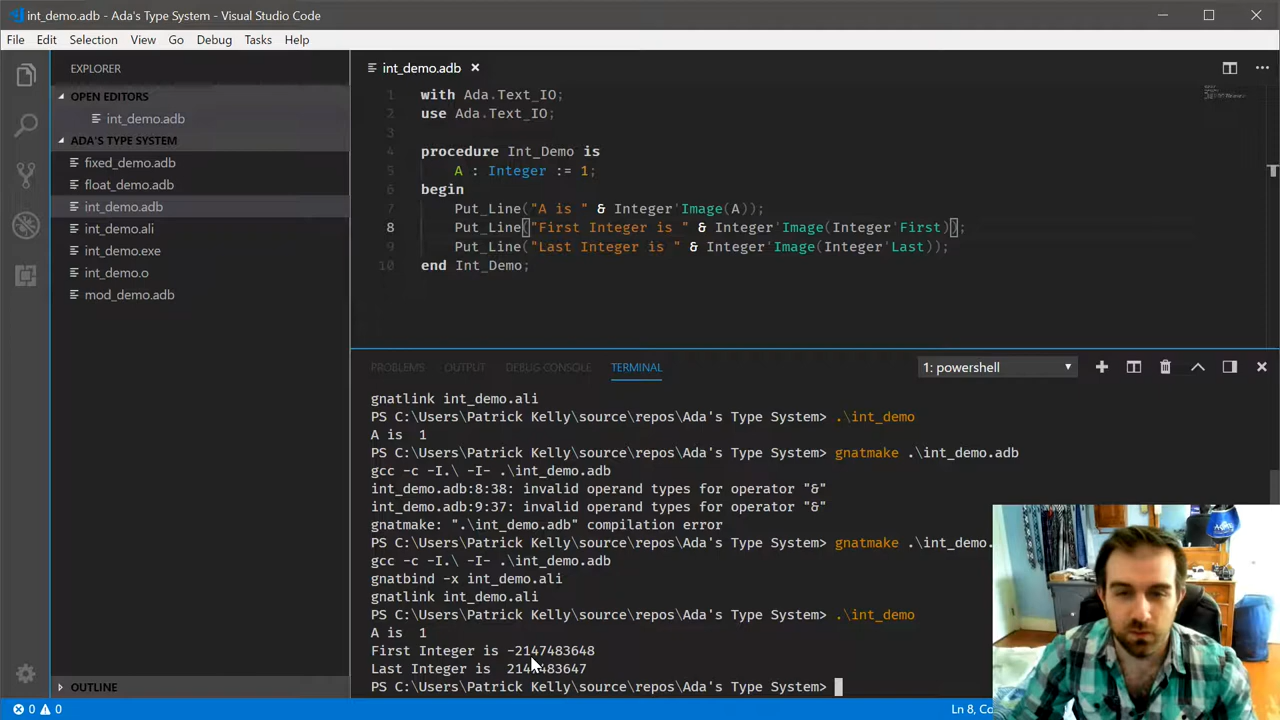 int_demo.adb - Ada's Type System - Visual Studio Code
File Edit Selection View Go Debug Tasks Help
EXPLORER
OPEN EDITORS
int_demo.adb
ADA'S TYPE SYSTEM
fixed_demo.adb
float_demo.adb
int_demo.adb
int_demo.ali
int_demo.exe
int_demo.o
mod_demo.adb
OUTLINE
int_demo.adb
1 with Ada.Text_IO;
2 use Ada.Text_IO;
3
4 procedure Int_Demo is
5 A : Integer := 1;
6 begin
7 Put_Line("A is " & Integer'Image(A));
8 Put_Line("First Integer is " & Integer'Image(Integer'First));
9 Put_Line("Last Integer is " & Integer'Image(Integer'Last));
10 end Int_Demo;
PROBLEMS OUTPUT DEBUG CONSOLE TERMINAL 1: powershell
gnatlink int_demo.ali
PS C:\Users\Patrick Kelly\source\repos\Ada's Type System> .\int_demo
A is  1
PS C:\Users\Patrick Kelly\source\repos\Ada's Type System> gnatmake .\int_demo.adb
gcc -c -I.\ -I- .\int_demo.adb
int_demo.adb:8:38: invalid operand types for operator "&"
int_demo.adb:9:37: invalid operand types for operator "&"
gnatmake: ".\int_demo.adb" compilation error
PS C:\Users\Patrick Kelly\source\repos\Ada's Type System> gnatmake .\int_demo.
gcc -c -I.\ -I- .\int_demo.adb
gnatbind -x int_demo.ali
gnatlink int_demo.ali
PS C:\Users\Patrick Kelly\source\repos\Ada's Type System> .\int_demo
A is  1
First Integer is -2147483648
Last Integer is  2147483647
PS C:\Users\Patrick Kelly\source\repos\Ada's Type System>
0 0 Ln 8, Co